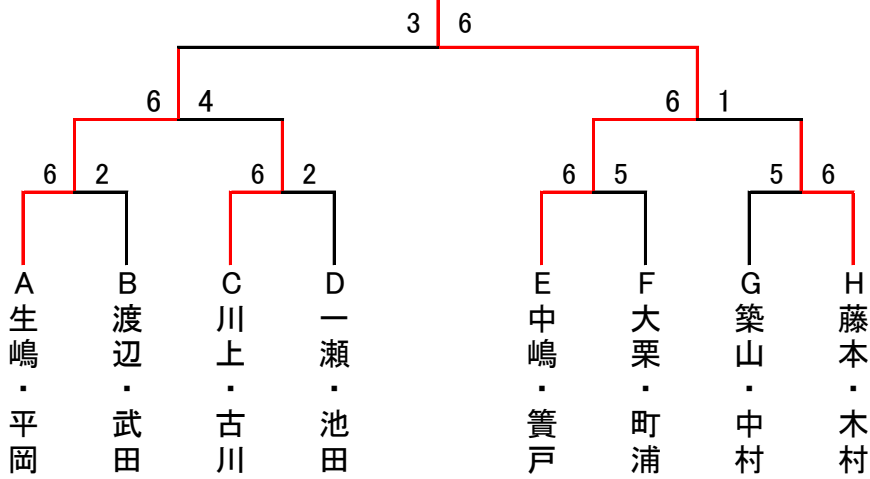 3 6
6 4
6 1
6 2
6 2
6 5
5 6
A 生嶋・平岡
B 渡辺・武田
C 川上・古川
D 一瀬・池田
E 中嶋・簀戸
F 大栗・町浦
G 築山・中村
H 藤本・木村